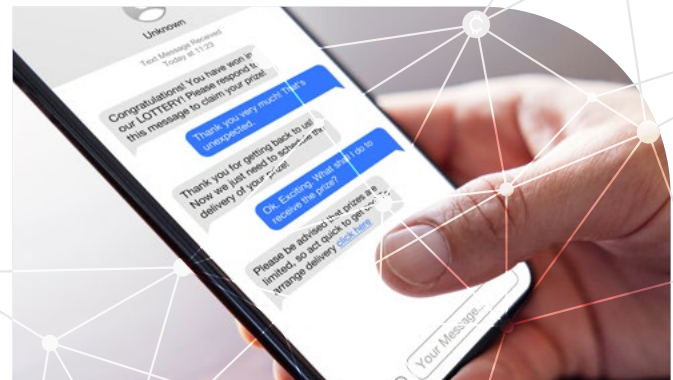 Unknown
Text Message Received
Today at 11:23
Congratulations! You have won in
our LOTTERY! Please respond t
this message to claim your prize!
Thank you very much! That's
unexpected.
Thank you for getting back to us!
Now we just need to schedule the
delivery of your prize!
Ok. Exciting. What shall I do to
receive the prize?
Please be advised that prizes are
limited, so act quick to get
arrange delivery click here
Your Message...